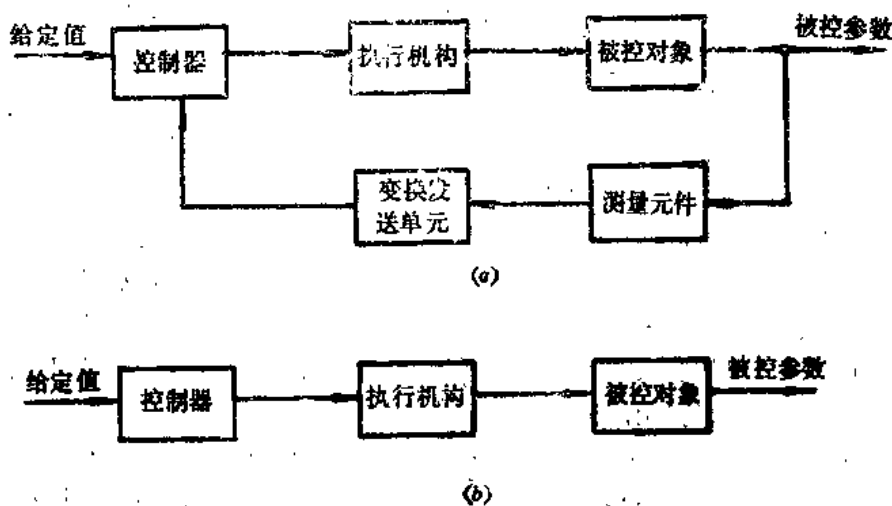 给定值
控制器
执行机构
被控对象
被控参数
变换发
送单元
测量元件
(a)
给定值
控制器
执行机构
被控对象
被控参数
(b)